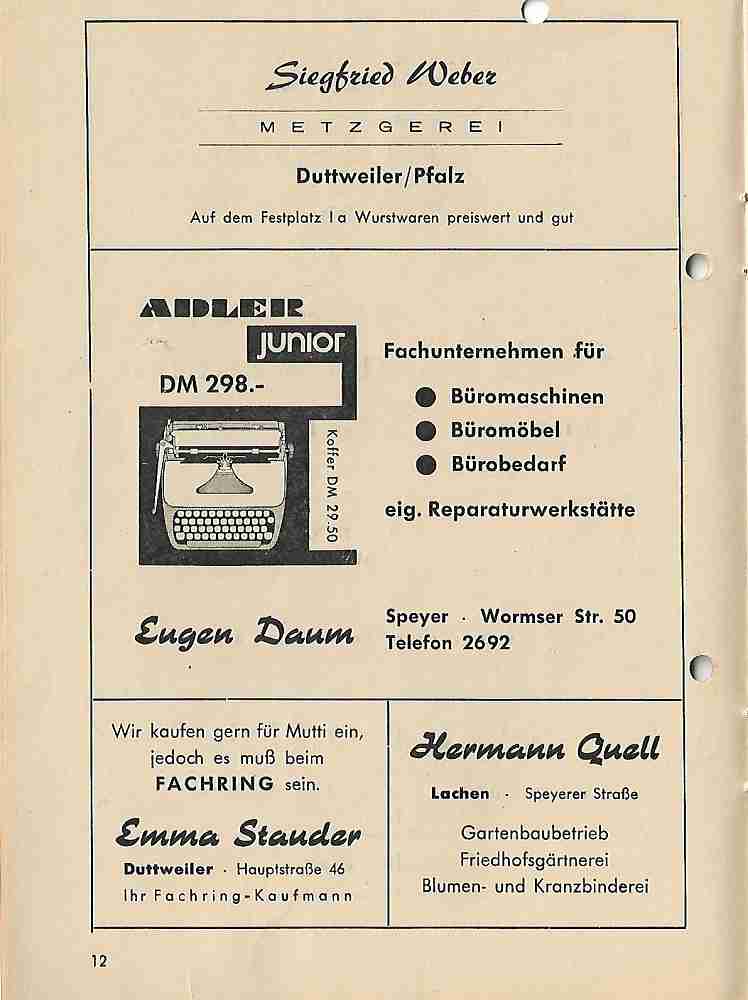 Siegfried Weber
METZGEREI
Duttweiler/Pfalz
Auf dem Festplatz Ia Wurstwaren preiswert und gut
ADLER
junior
DM 298.-
Koffer DM 29.50
Fachunternehmen für
● Büromaschinen
● Büromöbel
● Bürobedarf
eig. Reparaturwerkstätte
Eugen Daum
Speyer · Wormser Str. 50
Telefon 2692
Wir kaufen gern für Mutti ein,
jedoch es muß beim
FACHRING sein.
Emma Stauder
Duttweiler · Hauptstraße 46
Ihr Fachring-Kaufmann
Hermann Quell
Lachen · Speyerer Straße
Gartenbaubetrieb
Friedhofsgärtnerei
Blumen- und Kranzbinderei
12